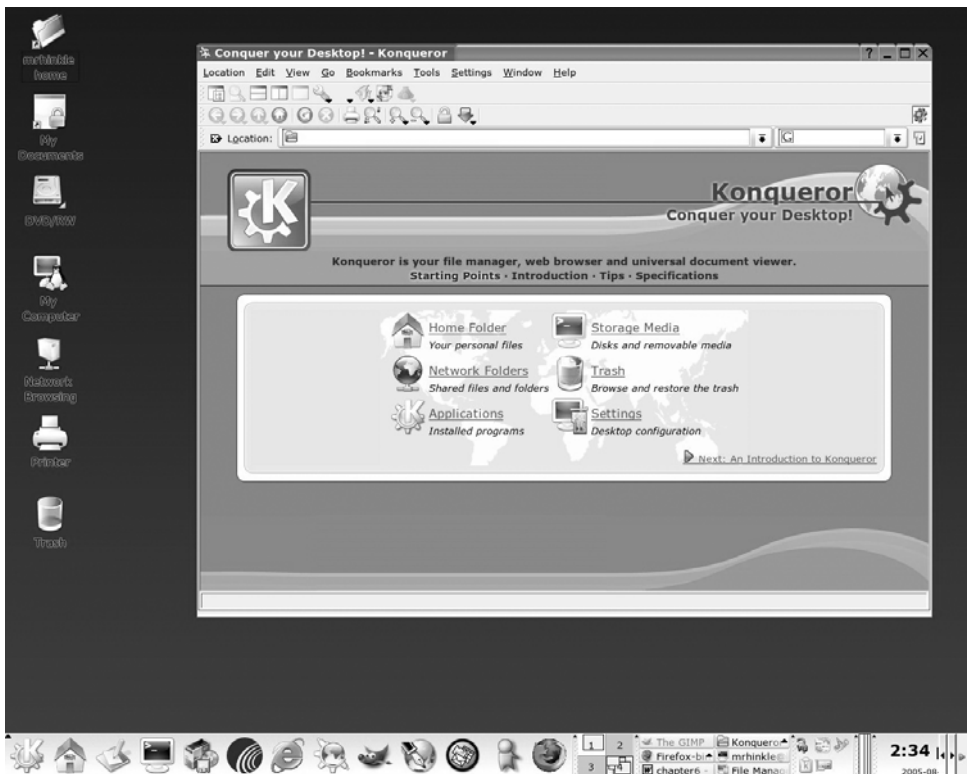 mrhinkle
home
My
Documents
DVD/RW
My
Computer
Network
Browsing
Printer
Trash
Conquer your Desktop! - Konqueror
Location Edit View Go Bookmarks Tools Settings Window Help
Location:
Konqueror
Conquer your Desktop!
Konqueror is your file manager, web browser and universal document viewer.
Starting Points · Introduction · Tips · Specifications
Home Folder
Your personal files
Storage Media
Disks and removable media
Network Folders
Shared files and folders
Trash
Browse and restore the trash
Applications
Installed programs
Settings
Desktop configuration
Next: An Introduction to Konqueror
1 2
3 4
The GIMP
Konqueror
Firefox-bi
mrhinkle
chapter6 -
File Manag
2:34
2005-08-